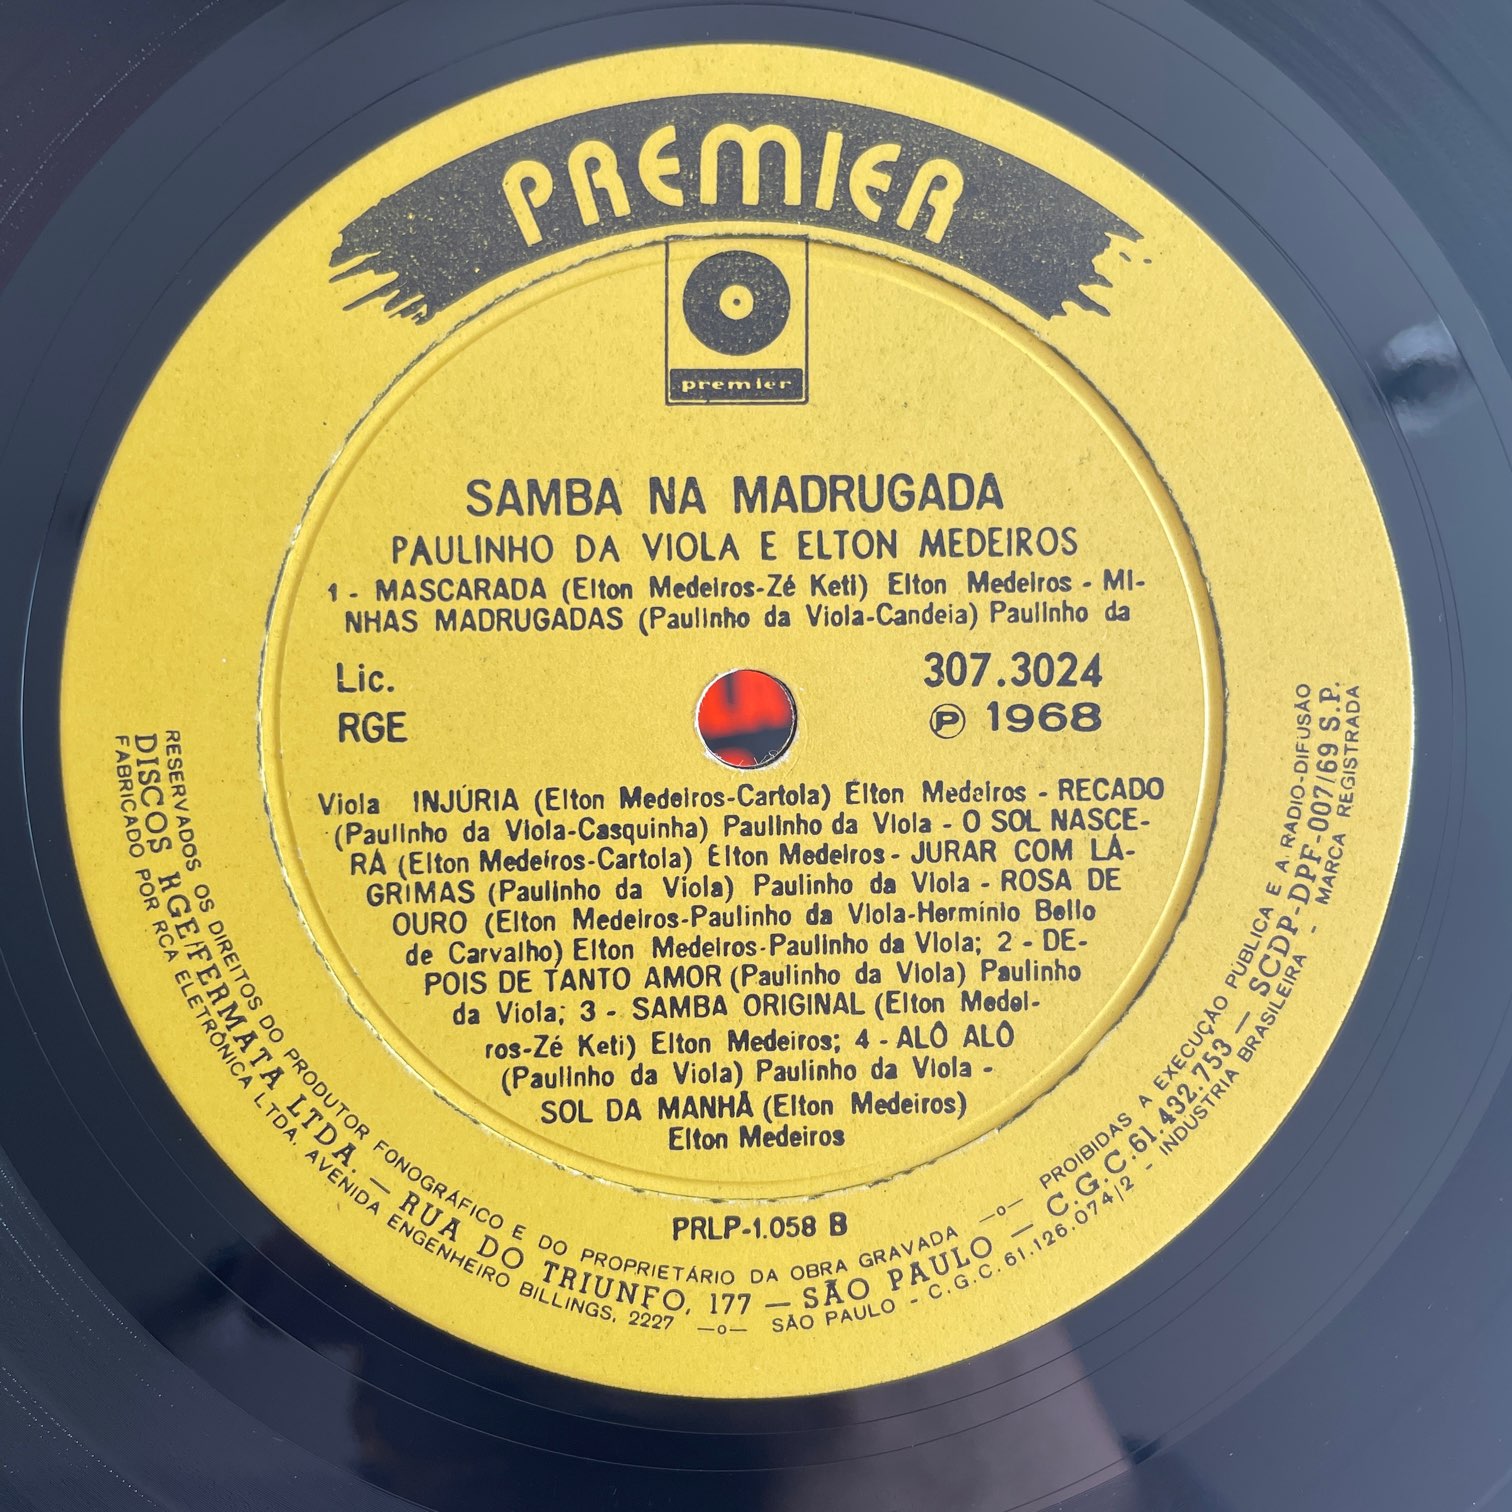 PREMIER
premier
SAMBA NA MADRUGADA
PAULINHO DA VIOLA E ELTON MEDEIROS
1 - MASCARADA (Elton Medeiros-Zé Keti) Elton Medeiros - MI-
NHAS MADRUGADAS (Paulinho da Viola-Candeia) Paulinho da
Lic.
RGE
307.3024
℗ 1968
Viola INJÚRIA (Elton Medeiros-Cartola) Elton Medeiros - RECADO
(Paulinho da Viola-Casquinha) Paulinho da Viola - O SOL NASCE-
RÁ (Elton Medeiros-Cartola) Elton Medeiros - JURAR COM LÁ-
GRIMAS (Paulinho da Viola) Paulinho da Viola - ROSA DE
OURO (Elton Medeiros-Paulinho da Viola-Hermínio Bello
de Carvalho) Elton Medeiros-Paulinho da Viola; 2 - DE-
POIS DE TANTO AMOR (Paulinho da Viola) Paulinho
da Viola; 3 - SAMBA ORIGINAL (Elton Medei-
ros-Zé Keti) Elton Medeiros; 4 - ALÔ ALÔ
(Paulinho da Viola) Paulinho da Viola -
SOL DA MANHÃ (Elton Medeiros)
Elton Medeiros
PRLP-1.058 B
RESERVADOS OS DIREITOS DO PRODUTOR FONOGRÁFICO E DO PROPRIETÁRIO DA OBRA GRAVADA —o— PROIBIDAS A EXECUÇÃO PÚBLICA E A RADIO-DIFUSÃO
DISCOS RGE/FERMATA LTDA. — RUA DO TRIUNFO, 177 — SÃO PAULO — C.G.C.61.432.753 — SCDP-DPF-007/69 S.P.
FABRICADO POR RCA ELETRÔNICA LTDA. AVENIDA ENGENHEIRO BILLINGS, 2227 —o— SÃO PAULO - C.G.C.61.126.074/2 - INDUSTRIA BRASILEIRA - MARCA REGISTRADA